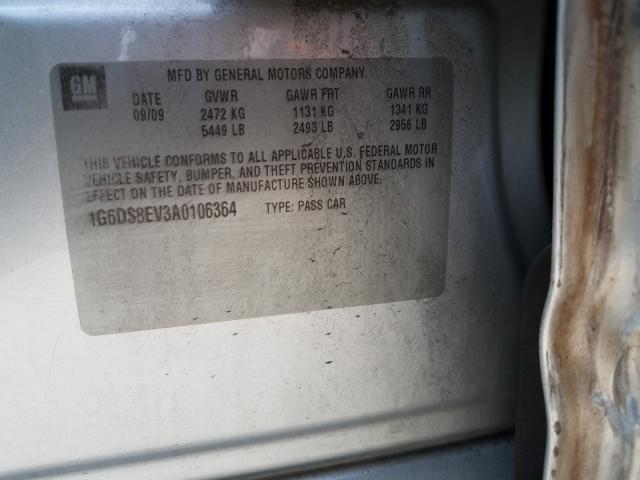 GM
MFD BY GENERAL MOTORS COMPANY
DATE GVWR GAWR FRT GAWR RR
09/09 2472 KG 1131 KG 1341 KG
5449 LB 2493 LB 2956 LB
THIS VEHICLE CONFORMS TO ALL APPLICABLE U.S. FEDERAL MOTOR
VEHICLE SAFETY, BUMPER, AND THEFT PREVENTION STANDARDS IN
EFFECT ON THE DATE OF MANUFACTURE SHOWN ABOVE.
1G6DS8EV3A0106364 TYPE: PASS CAR